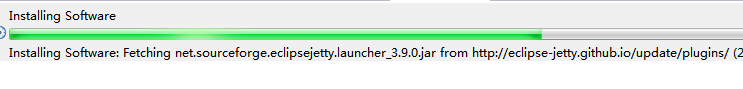 Installing Software
Installing Software: Fetching net.sourceforge.eclipsejetty.launcher_3.9.0.jar from http://eclipse-jetty.github.io/update/plugins/ (2